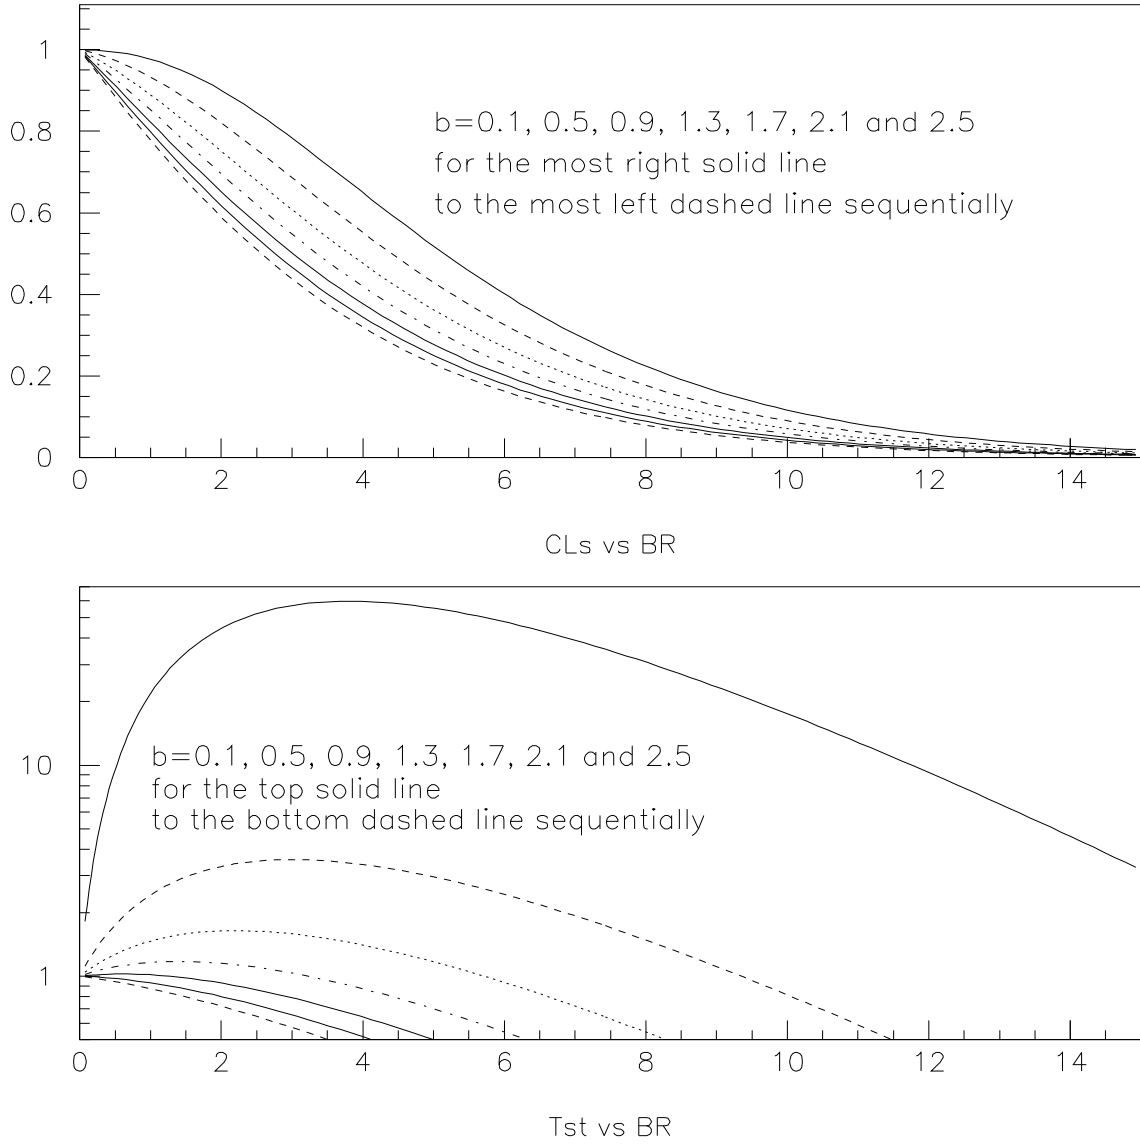 1
0.8
0.6
0.4
0.2
0
b=0.1, 0.5, 0.9, 1.3, 1.7, 2.1 and 2.5
for the most right solid line
to the most left dashed line sequentially
0 2 4 6 8 10 12 14
CLs vs BR
10
1
b=0.1, 0.5, 0.9, 1.3, 1.7, 2.1 and 2.5
for the top solid line
to the bottom dashed line sequentially
0 2 4 6 8 10 12 14
Tst vs BR